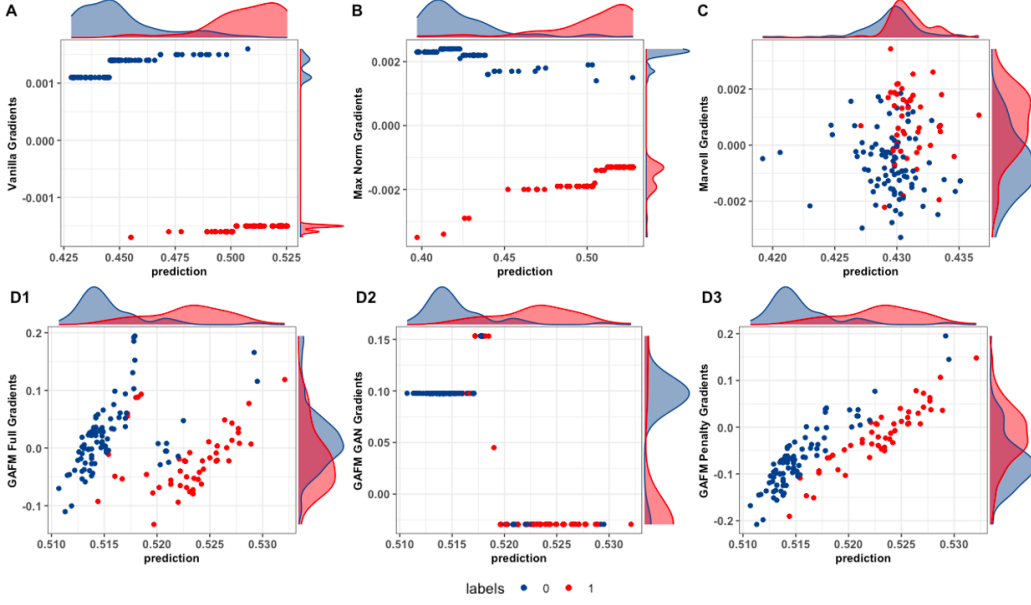 A
Vanilla Gradients
0.001
0.000
-0.001
0.425 0.450 0.475 0.500 0.525
prediction
B
Max Norm Gradients
0.002
0.000
-0.002
0.40 0.45 0.50
prediction
C
Marvell Gradients
0.002
0.000
-0.002
0.420 0.425 0.430 0.435
prediction
D1
GAFM Full Gradients
0.2
0.1
0.0
-0.1
0.510 0.515 0.520 0.525 0.530
prediction
D2
GAFM GAN Gradients
0.15
0.10
0.05
0.00
0.510 0.515 0.520 0.525 0.530
prediction
D3
GAFM Penalty Gradients
0.2
0.1
0.0
-0.1
-0.2
0.510 0.515 0.520 0.525 0.530
prediction
labels 0 1